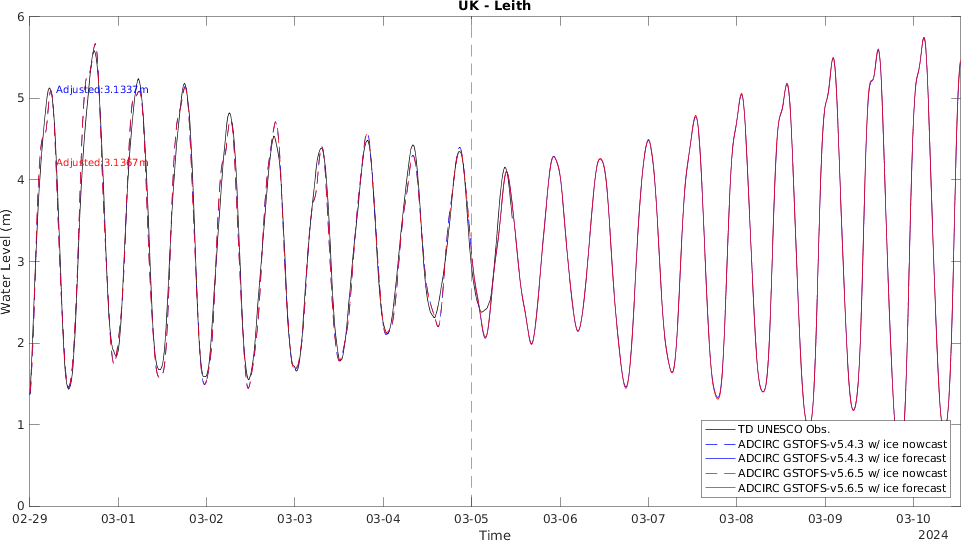 UK - Leith
6
5
4
3
2
1
0
Water Level (m)
Adjusted:3.1337m
Adjusted:3.1367m
TD UNESCO Obs.
ADCIRC GSTOFS-v5.4.3 w/ ice nowcast
ADCIRC GSTOFS-v5.4.3 w/ ice forecast
ADCIRC GSTOFS-v5.6.5 w/ ice nowcast
ADCIRC GSTOFS-v5.6.5 w/ ice forecast
02-29 03-01 03-02 03-03 03-04 03-05 03-06 03-07 03-08 03-09 03-10
Time
2024